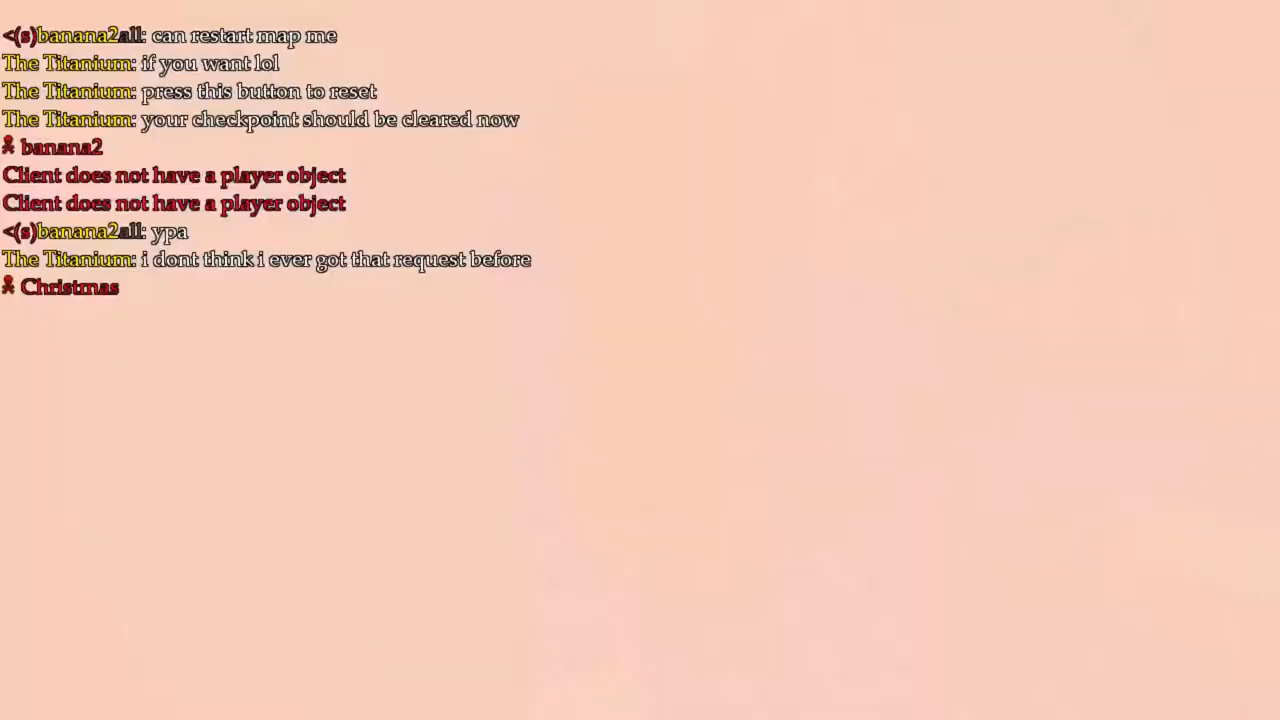 <(s)banana2all: can restart map me
The Titanium: if you want lol
The Titanium: press this button to reset
The Titanium: your checkpoint should be cleared now
banana2
Client does not have a player object
Client does not have a player object
<(s)banana2all: ypa
The Titanium: i dont think i ever got that request before
Christmas